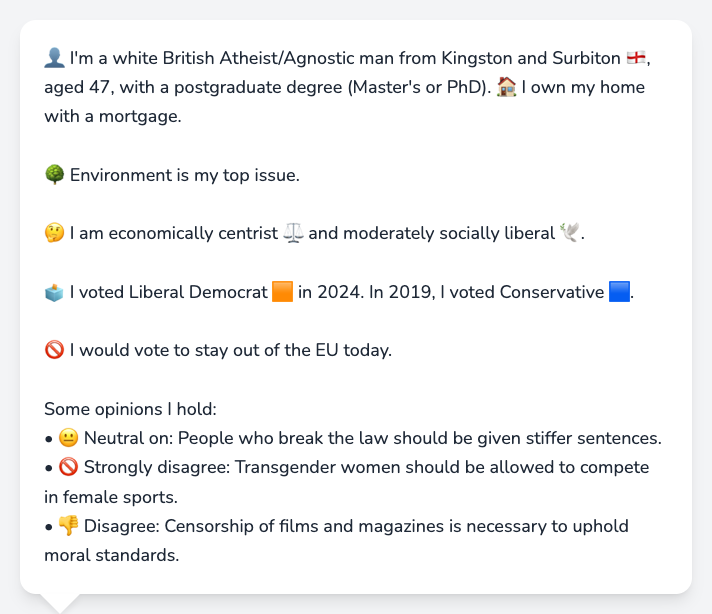 👤 I'm a white British Atheist/Agnostic man from Kingston and Surbiton 🏴󠁧󠁢󠁥󠁮󠁧󠁿,
aged 47, with a postgraduate degree (Master's or PhD). 🏠 I own my home
with a mortgage.
🌳 Environment is my top issue.
🤔 I am economically centrist ⚖️ and moderately socially liberal 🕊️.
🗳️ I voted Liberal Democrat 🟧 in 2024. In 2019, I voted Conservative 🟦.
🚫 I would vote to stay out of the EU today.
Some opinions I hold:
• 😐 Neutral on: People who break the law should be given stiffer sentences.
• 🚫 Strongly disagree: Transgender women should be allowed to compete
in female sports.
• 👎 Disagree: Censorship of films and magazines is necessary to uphold
moral standards.